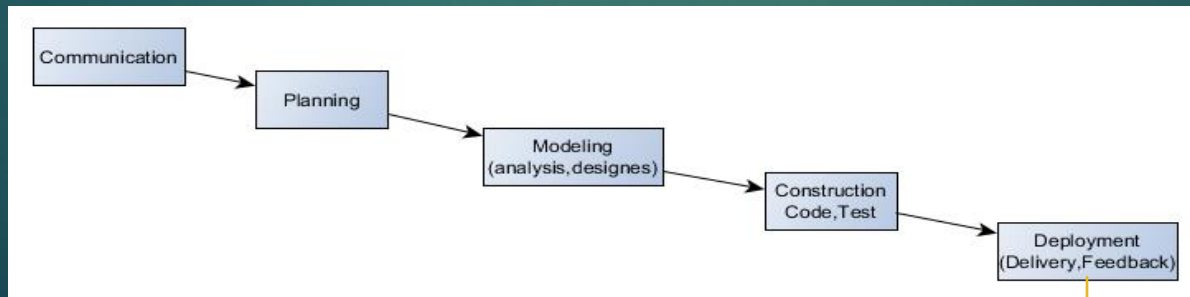 Communication
Planning
Modeling
(analysis,designes)
Construction
Code,Test
Deployment
(Delivery,Feedback)